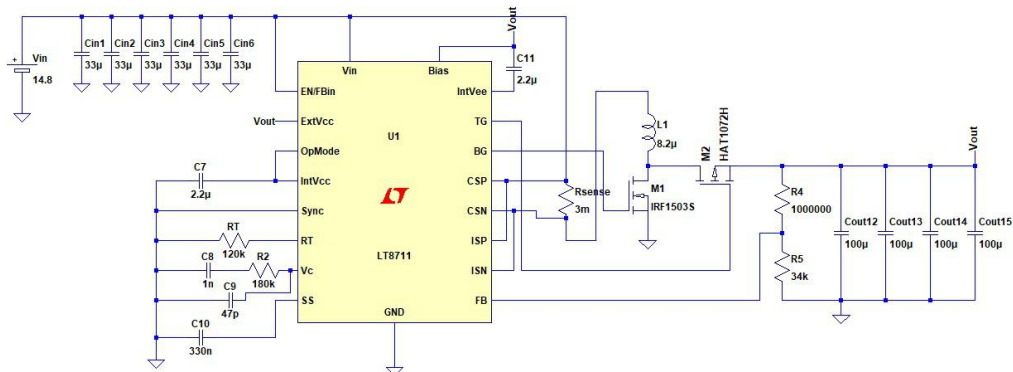 Vout
Cin1
Cin2
Cin3
Cin4
Cin5
Cin6
33µ
33µ
33µ
33µ
33µ
33µ
Vin
14.8
Vin
Bias
C11
2.2µ
EN/FBin
IntVee
Vout
ExtVcc
U1
TG
OpMode
BG
IntVcc
CSP
Sync
CSN
RT
ISP
Vc
LT8711
ISN
SS
FB
GND
C7
2.2µ
RT
120k
C8
1n
R2
180k
C9
47p
C10
330n
L1
8.2µ
M1
IRF1503S
M2
HAT1072H
Rsense
3m
Vout
R4
1000000
R5
34k
Cout12
100µ
Cout13
100µ
Cout14
100µ
Cout15
100µ